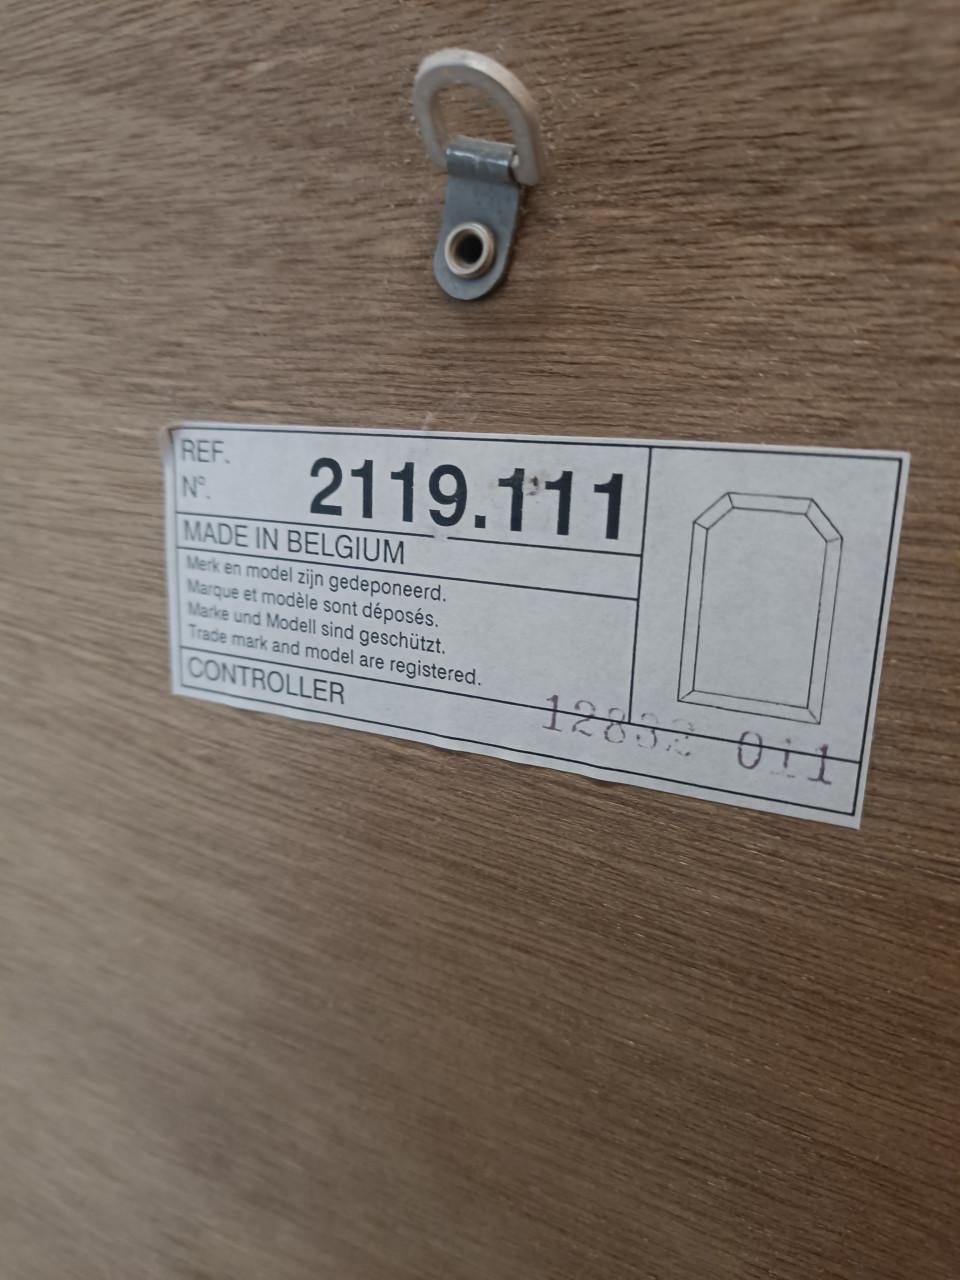 REF.
N°. 2119.111
MADE IN BELGIUM
Merk en model zijn gedeponeerd.
Marque et modèle sont déposés.
Marke und Modell sind geschützt.
Trade mark and model are registered.
CONTROLLER
011